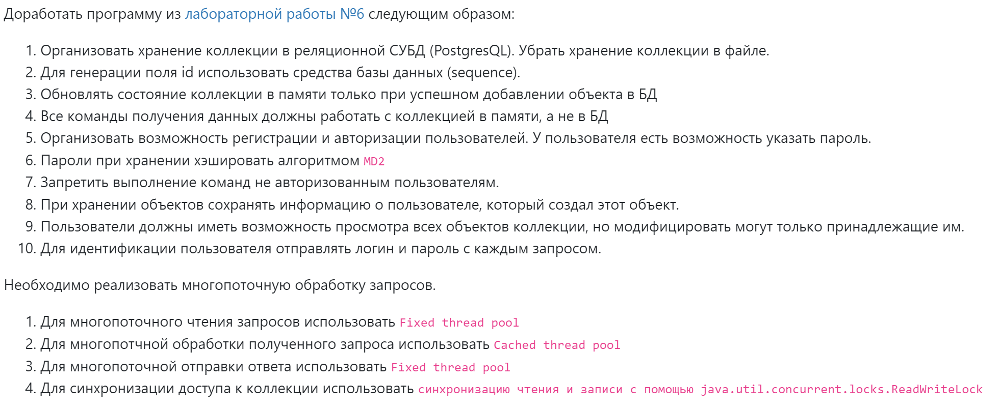 Доработать программу из лабораторной работы №6 следующим образом:
1. Организовать хранение коллекции в реляционной СУБД (PostgresQL). Убрать хранение коллекции в файле.
2. Для генерации поля id использовать средства базы данных (sequence).
3. Обновлять состояние коллекции в памяти только при успешном добавлении объекта в БД
4. Все команды получения данных должны работать с коллекцией в памяти, а не в БД
5. Организовать возможность регистрации и авторизации пользователей. У пользователя есть возможность указать пароль.
6. Пароли при хранении хэшировать алгоритмом MD2
7. Запретить выполнение команд не авторизованным пользователям.
8. При хранении объектов сохранять информацию о пользователе, который создал этот объект.
9. Пользователи должны иметь возможность просмотра всех объектов коллекции, но модифицировать могут только принадлежащие им.
10. Для идентификации пользователя отправлять логин и пароль с каждым запросом.
Необходимо реализовать многопоточную обработку запросов.
1. Для многопоточного чтения запросов использовать Fixed thread pool
2. Для многопотчной обработки полученного запроса использовать Cached thread pool
3. Для многопоточной отправки ответа использовать Fixed thread pool
4. Для синхронизации доступа к коллекции использовать синхронизацию чтения и записи с помощью java.util.concurrent.locks.ReadWriteLock